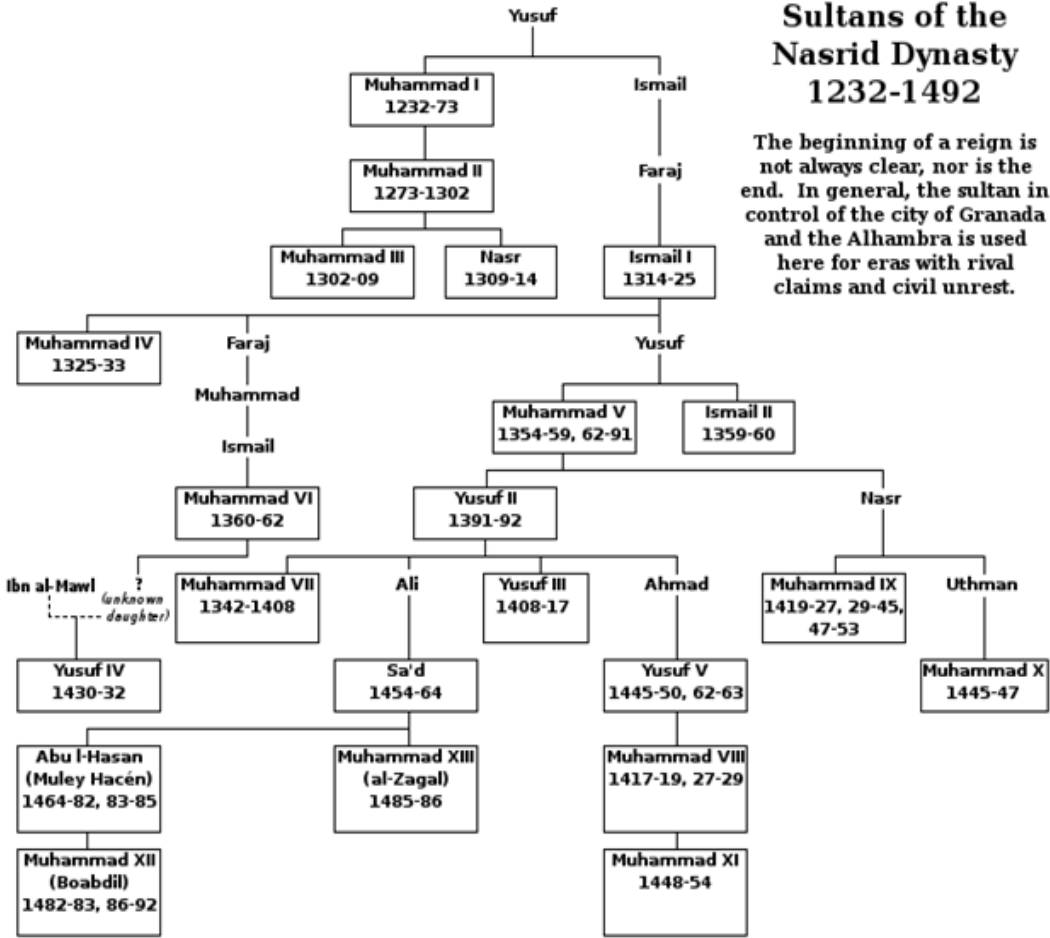 Sultans of the
Nasrid Dynasty
1232-1492
The beginning of a reign is
not always clear, nor is the
end. In general, the sultan in
control of the city of Granada
and the Alhambra is used
here for eras with rival
claims and civil unrest.
Yusuf
Muhammad I
1232-73
Ismail
Muhammad II
1273-1302
Faraj
Muhammad III
1302-09
Nasr
1309-14
Ismail I
1314-25
Muhammad IV
1325-33
Faraj
Yusuf
Muhammad
Muhammad V
1354-59, 62-91
Ismail II
1359-60
Ismail
Muhammad VI
1360-62
Yusuf II
1391-92
Nasr
Ibn al-Mawl
?
(unknown
daughter)
Muhammad VII
1342-1408
Ali
Yusuf III
1408-17
Ahmad
Muhammad IX
1419-27, 29-45,
47-53
Uthman
Yusuf IV
1430-32
Sa'd
1454-64
Yusuf V
1445-50, 62-63
Muhammad X
1445-47
Abu l-Hasan
(Muley Hacén)
1464-82, 83-85
Muhammad XIII
(al-Zagal)
1485-86
Muhammad VIII
1417-19, 27-29
Muhammad XII
(Boabdil)
1482-83, 86-92
Muhammad XI
1448-54